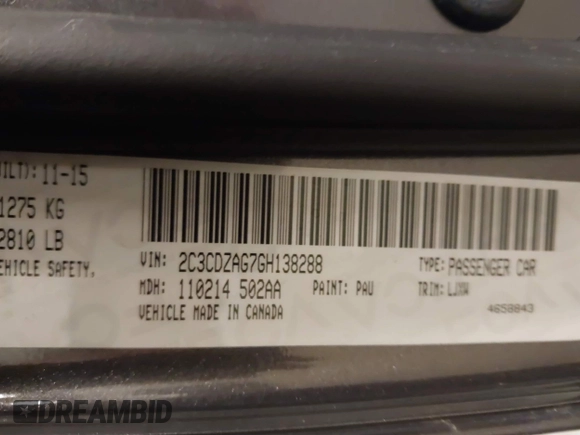 UILT): 11-15
1275 KG
2810 LB
EHICLE SAFETY,
VIN: 2C3CDZAG7GH138288
TYPE: PASSENGER CAR
MDH: 110214 502AA
PAINT: PAU
TRIM: LJXW
VEHICLE MADE IN CANADA
4658843
DREAMBID